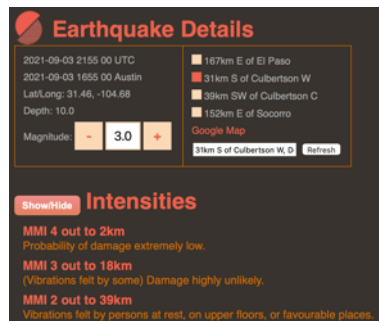 Earthquake Details
2021-09-03 2155 00 UTC
2021-09-03 1655 00 Austin
Lat/Long: 31.46, -104.68
Depth: 10.0
Magnitude: - 3.0 +
167km E of El Paso
31km S of Culbertson W
39km SW of Culbertson C
152km E of Socorro
Google Map
31km S of Culbertson W, D Refresh
Show/Hide Intensities
MMI 4 out to 2km
Probability of damage extremely low.
MMI 3 out to 18km
(Vibrations felt by some) Damage highly unlikely.
MMI 2 out to 39km
Vibrations felt by persons at rest, on upper floors, or favourable places.